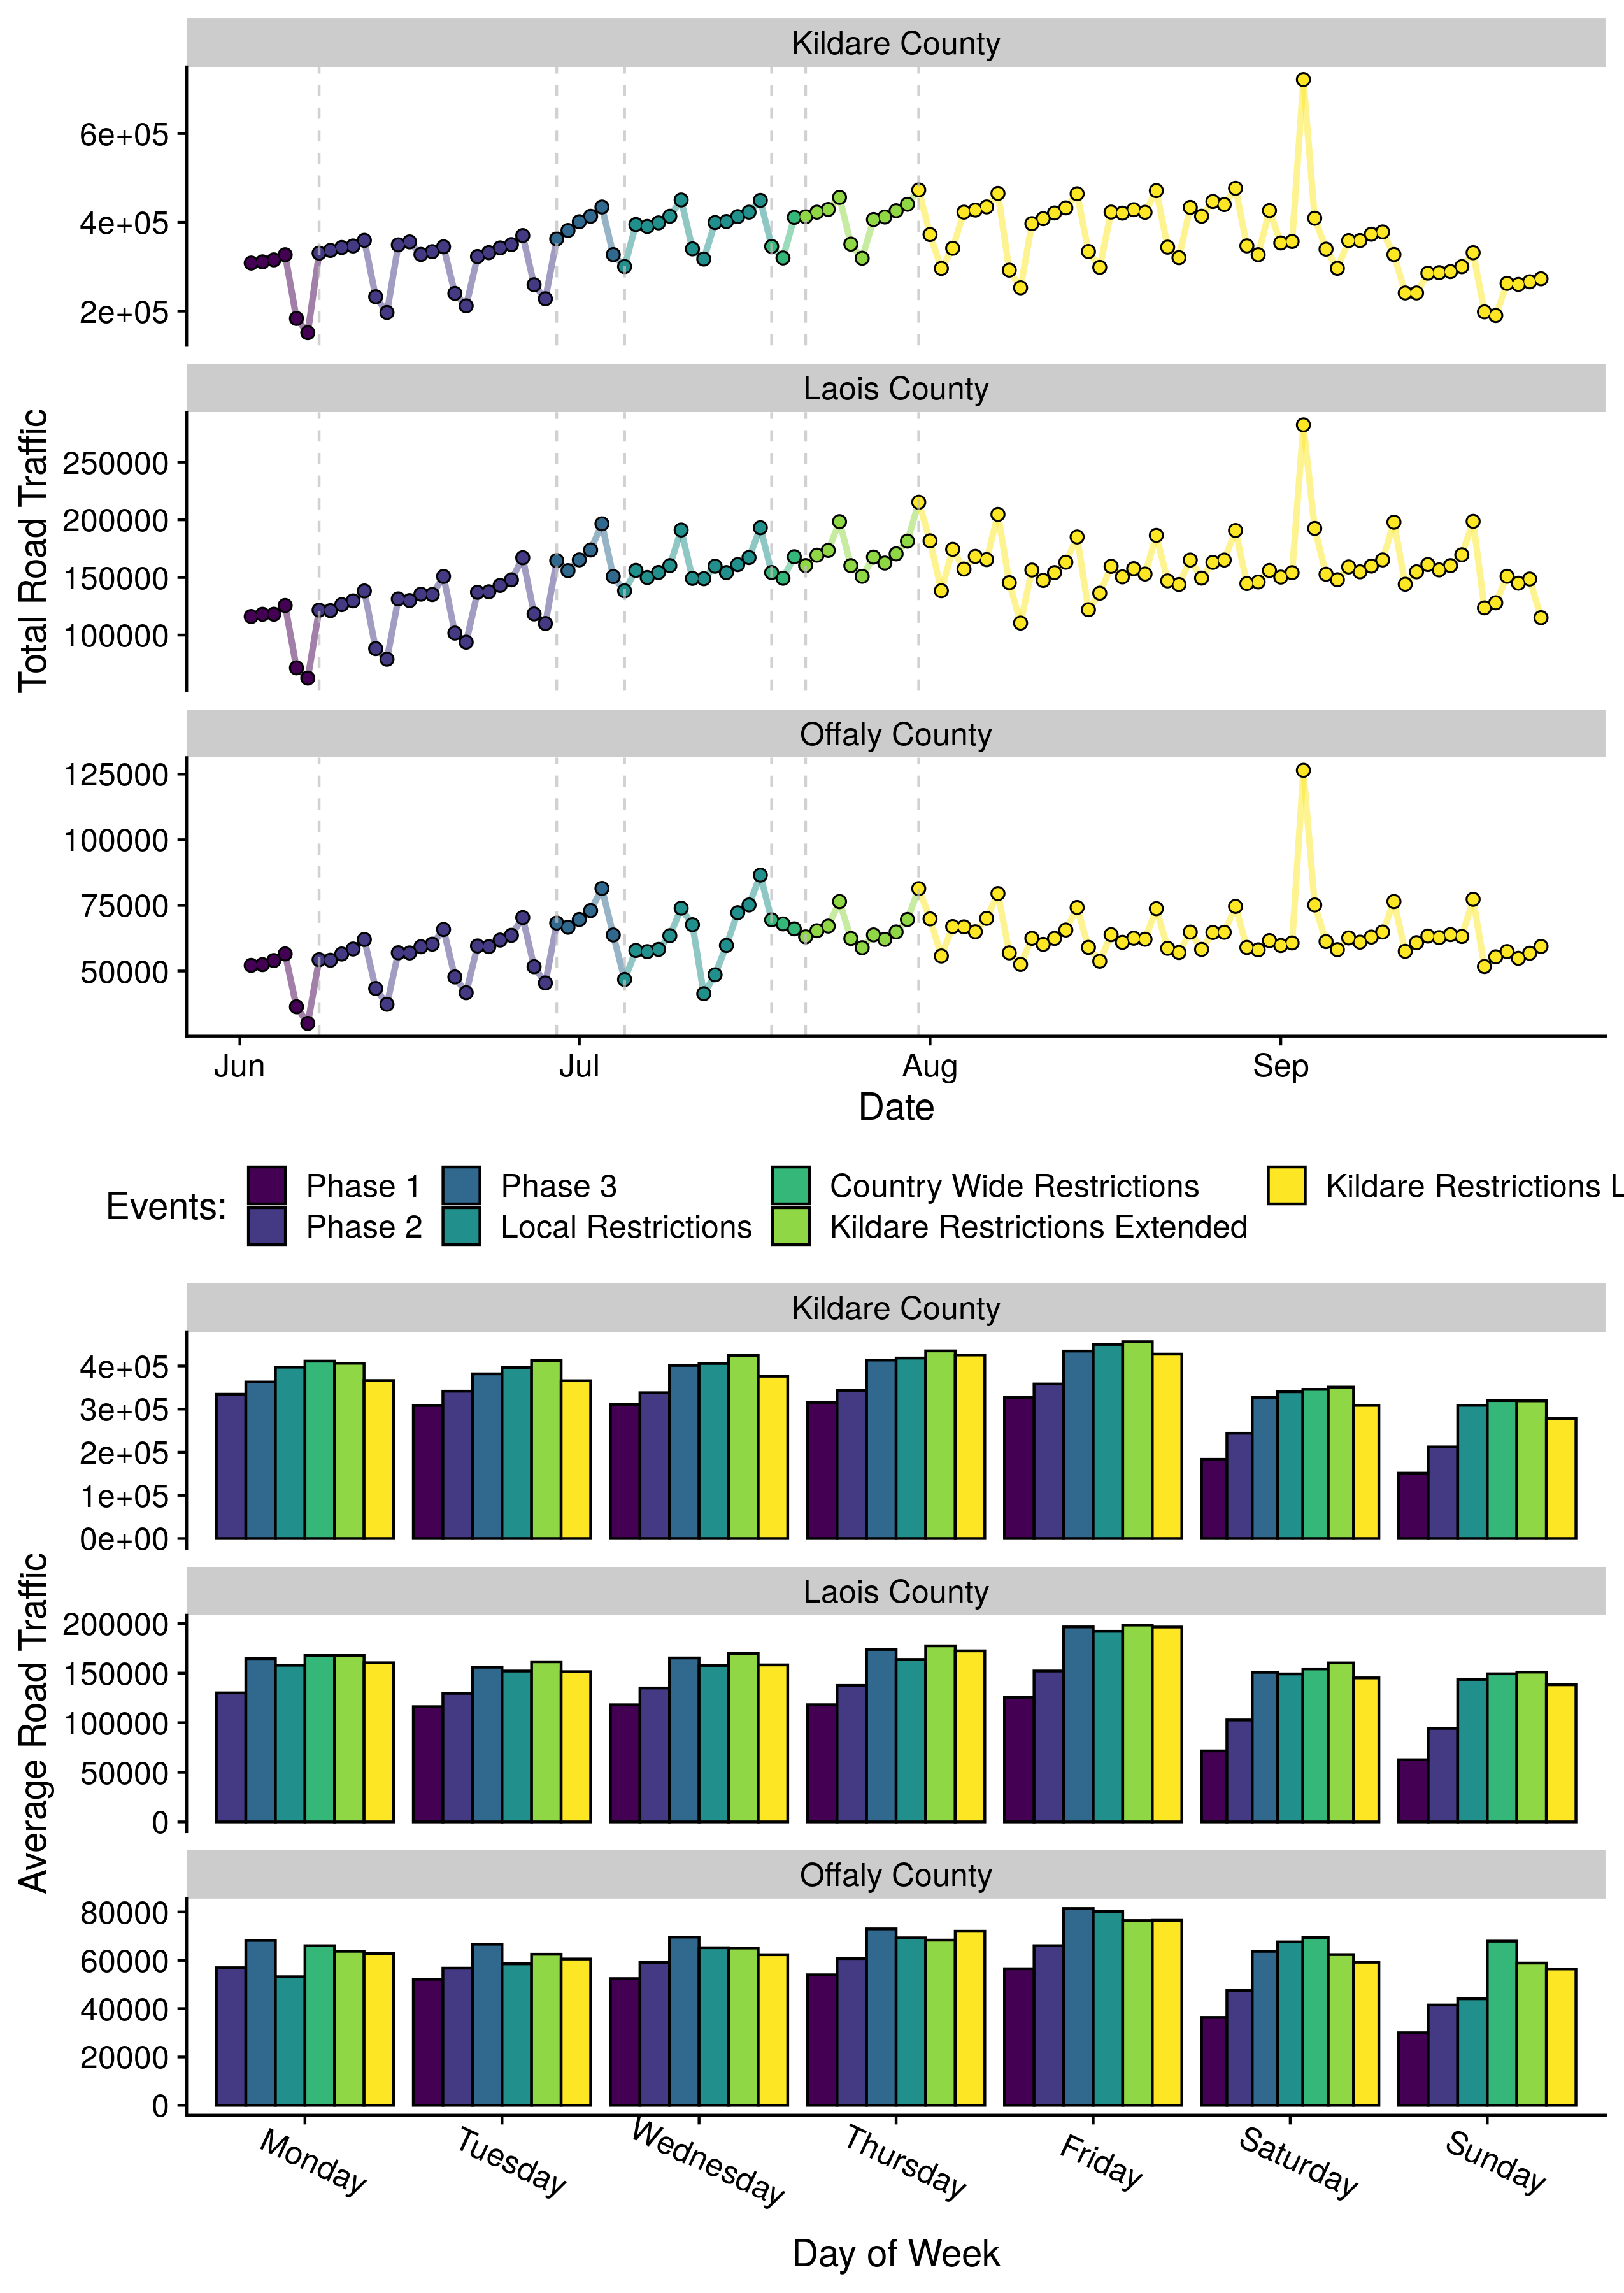 Kildare County
6e+05
4e+05
2e+05
Laois County
250000
200000
150000
100000
Offaly County
125000
100000
75000
50000
Total Road Traffic
Jun Jul Aug Sep
Date
Events:
Phase 1 Phase 3 Country Wide Restrictions Kildare Restrictions L
Phase 2 Local Restrictions Kildare Restrictions Extended
Kildare County
4e+05
3e+05
2e+05
1e+05
0e+00
Laois County
200000
150000
100000
50000
0
Offaly County
80000
60000
40000
20000
0
Average Road Traffic
Monday Tuesday Wednesday Thursday Friday Saturday Sunday
Day of Week